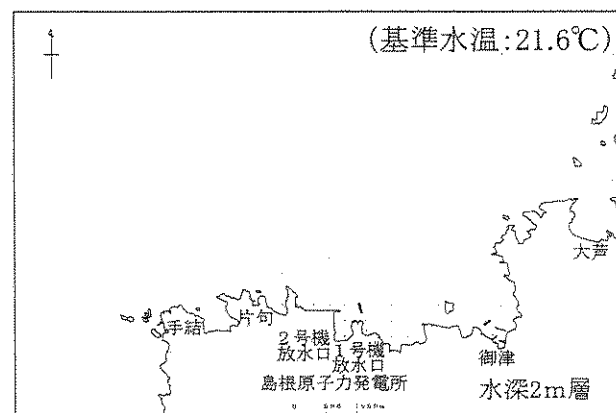 (基準水温:21.6℃)
大芦
片句
手結
2号機
放水口
1号機
放水口
御津
島根原子力発電所
水深2m層